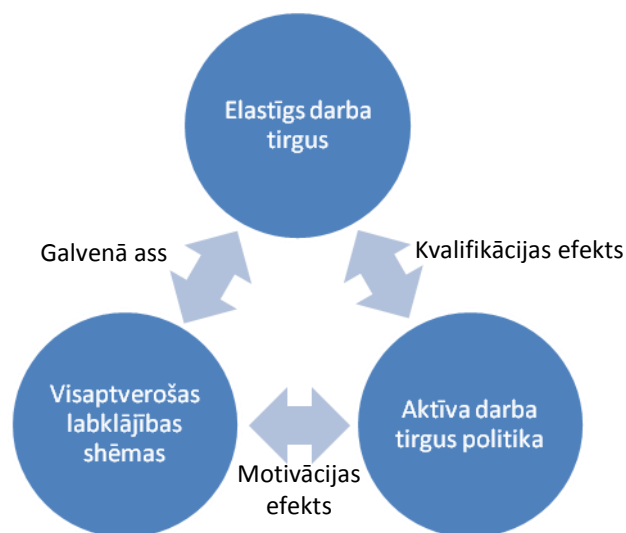 Elastīgs darba
tirgus
Galvenā ass
Kvalifikācijas efekts
Visaptverošas
labklājības
shēmas
Aktīva darba
tirgus politika
Motivācijas
efekts